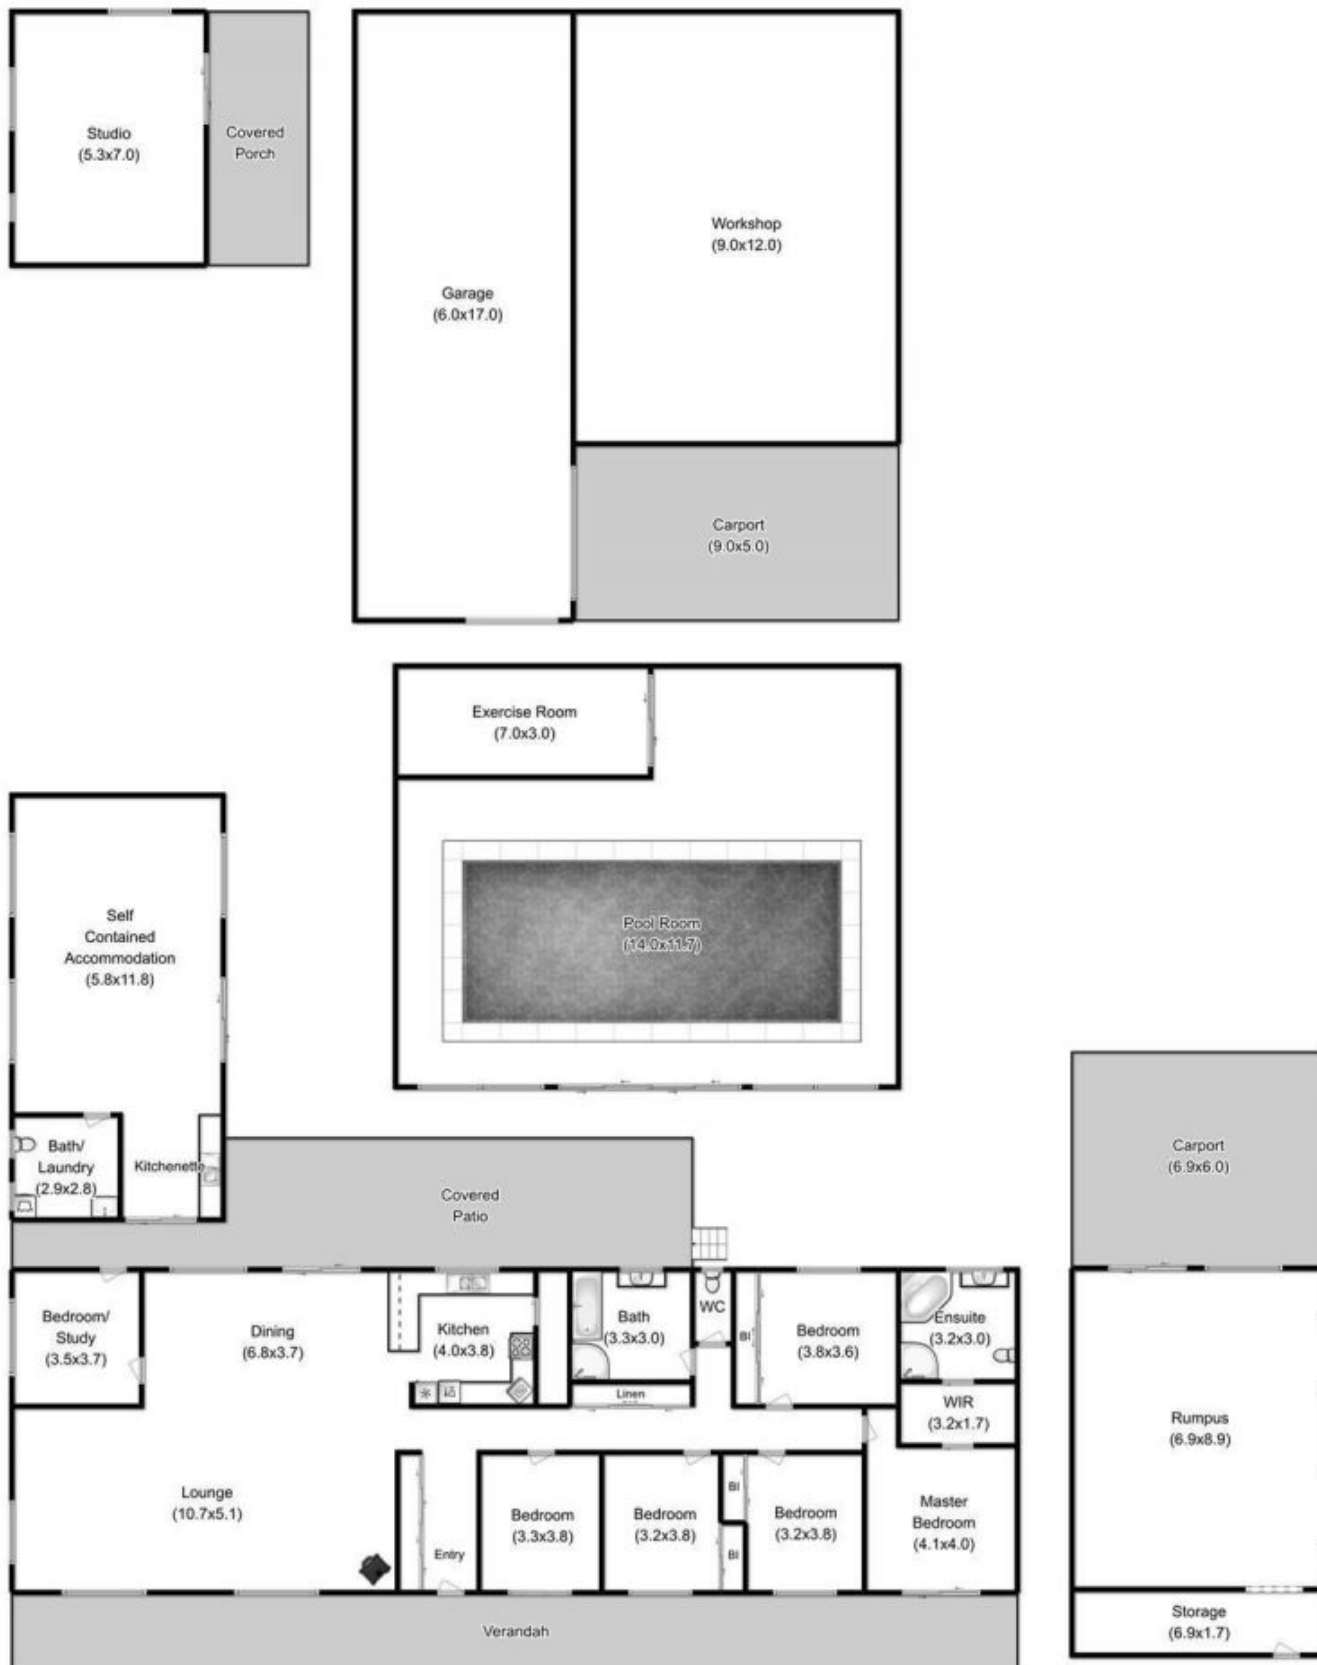 Studio
(5.3x7.0)
Covered
Porch
Workshop
(9.0x12.0)
Garage
(6.0x17.0)
Carport
(9.0x5.0)
Exercise Room
(7.0x3.0)
Pool Room
(14.0x11.7)
Self
Contained
Accommodation
(5.8x11.8)
Bath/
Laundry
(2.9x2.8)
Kitchenette
Covered
Patio
Carport
(6.9x6.0)
Bedroom/
Study
(3.5x3.7)
Dining
(6.8x3.7)
Kitchen
(4.0x3.8)
Bath
(3.3x3.0)
WC
BI
Bedroom
(3.8x3.6)
Ensuite
(3.2x3.0)
Linen
WIR
(3.2x1.7)
Rumpus
(6.9x8.9)
Lounge
(10.7x5.1)
Entry
Bedroom
(3.3x3.8)
Bedroom
(3.2x3.8)
BI
BI
Bedroom
(3.2x3.8)
Master
Bedroom
(4.1x4.0)
Storage
(6.9x1.7)
Verandah